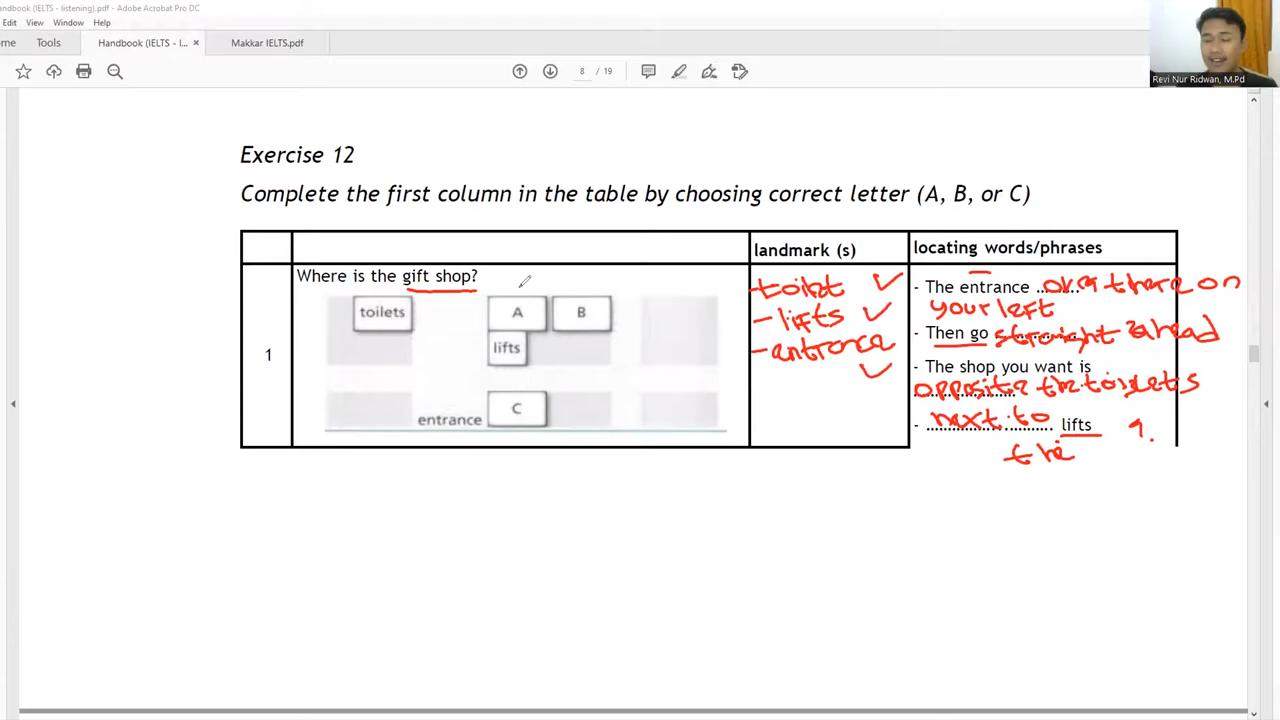 andbook (IELTS - listening).pdf - Adobe Acrobat Pro DC
Edit View Window Help
ome Tools Handbook (IELTS - l... × Makkar IELTS.pdf
8 / 19
Revi Nur Ridwan, M.Pd
Exercise 12
Complete the first column in the table by choosing correct letter (A, B, or C)
landmark (s) locating words/phrases
1
Where is the gift shop?
toilets A B
lifts
C
entrance
-toilet ✓
-lifts ✓
-entrance
✓
- The entrance ........ over there on
your left
- Then go straight ahead
- The shop you want is
opposite the toilets
- next to lifts
the